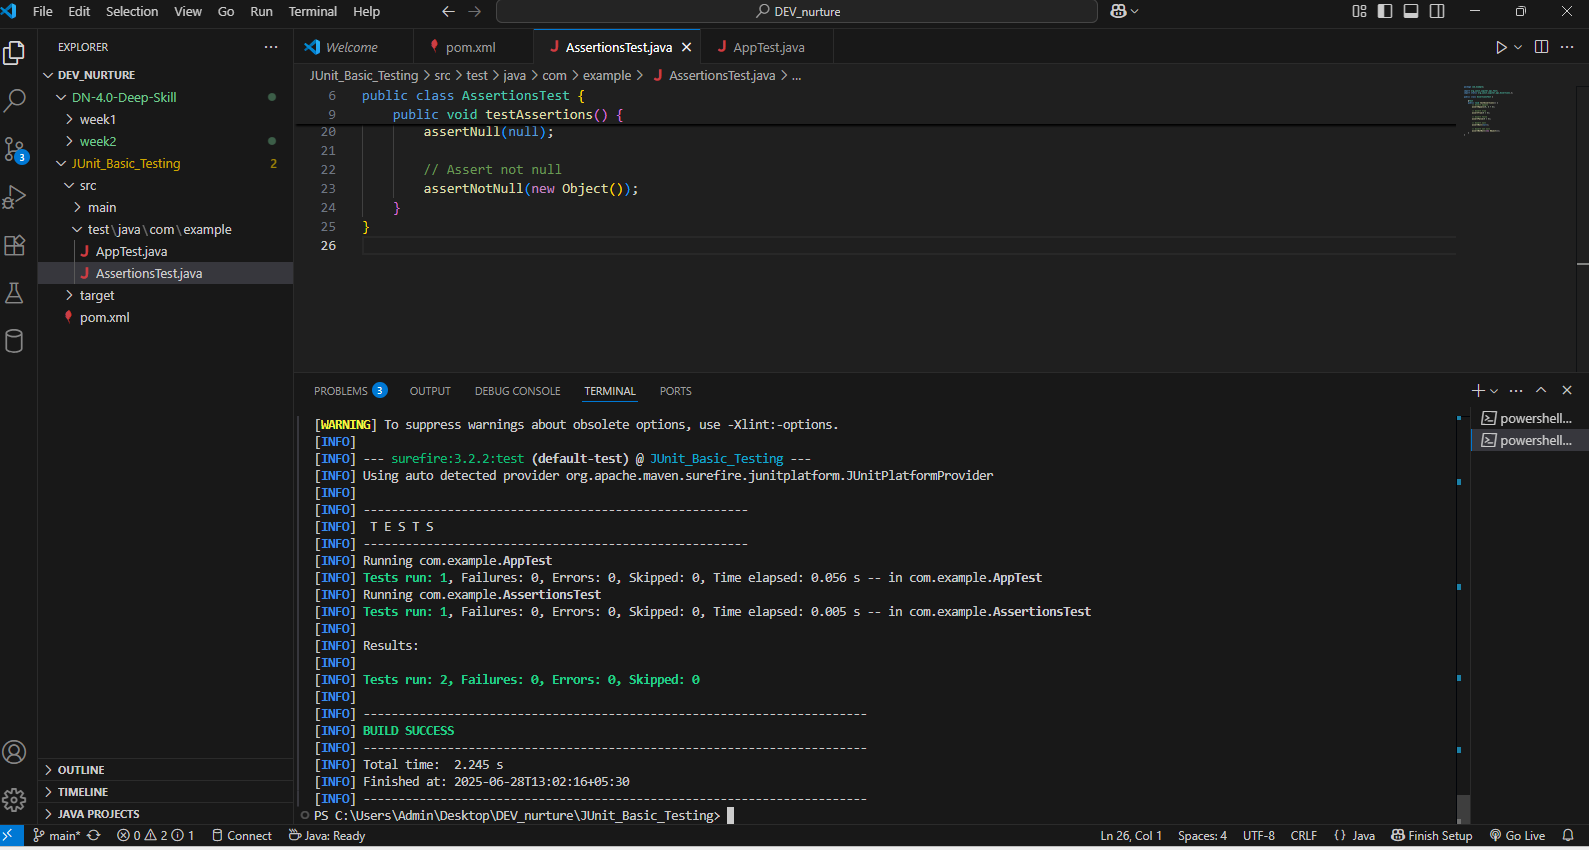 File Edit Selection View Go Run Terminal Help
DEV_nurture
EXPLORER
DEV_NURTURE
DN-4.0-Deep-Skill
week1
week2
JUnit_Basic_Testing 2
src
main
test\java\com\example
AppTest.java
AssertionsTest.java
target
pom.xml
OUTLINE
TIMELINE
JAVA PROJECTS
3
Welcome pom.xml AssertionsTest.java AppTest.java
JUnit_Basic_Testing > src > test > java > com > example > AssertionsTest.java > ...
6 public class AssertionsTest {
9 public void testAssertions() {
20 assertNull(null);
21
22 // Assert not null
23 assertNotNull(new Object());
24 }
25 }
26
PROBLEMS 3 OUTPUT DEBUG CONSOLE TERMINAL PORTS
powershell...
powershell...
[WARNING] To suppress warnings about obsolete options, use -Xlint:-options.
[INFO]
[INFO] --- surefire:3.2.2:test (default-test) @ JUnit_Basic_Testing ---
[INFO] Using auto detected provider org.apache.maven.surefire.junitplatform.JUnitPlatformProvider
[INFO]
[INFO] -------------------------------------------------------
[INFO] T E S T S
[INFO] -------------------------------------------------------
[INFO] Running com.example.AppTest
[INFO] Tests run: 1, Failures: 0, Errors: 0, Skipped: 0, Time elapsed: 0.056 s -- in com.example.AppTest
[INFO] Running com.example.AssertionsTest
[INFO] Tests run: 1, Failures: 0, Errors: 0, Skipped: 0, Time elapsed: 0.005 s -- in com.example.AssertionsTest
[INFO]
[INFO] Results:
[INFO]
[INFO] Tests run: 2, Failures: 0, Errors: 0, Skipped: 0
[INFO]
[INFO] ------------------------------------------------------------------------
[INFO] BUILD SUCCESS
[INFO] ------------------------------------------------------------------------
[INFO] Total time:  2.245 s
[INFO] Finished at: 2025-06-28T13:02:16+05:30
[INFO] ------------------------------------------------------------------------
PS C:\Users\Admin\Desktop\DEV_nurture\JUnit_Basic_Testing>
main* 0 2 1 Connect Java: Ready Ln 26, Col 1 Spaces: 4 UTF-8 CRLF {} Java Finish Setup Go Live